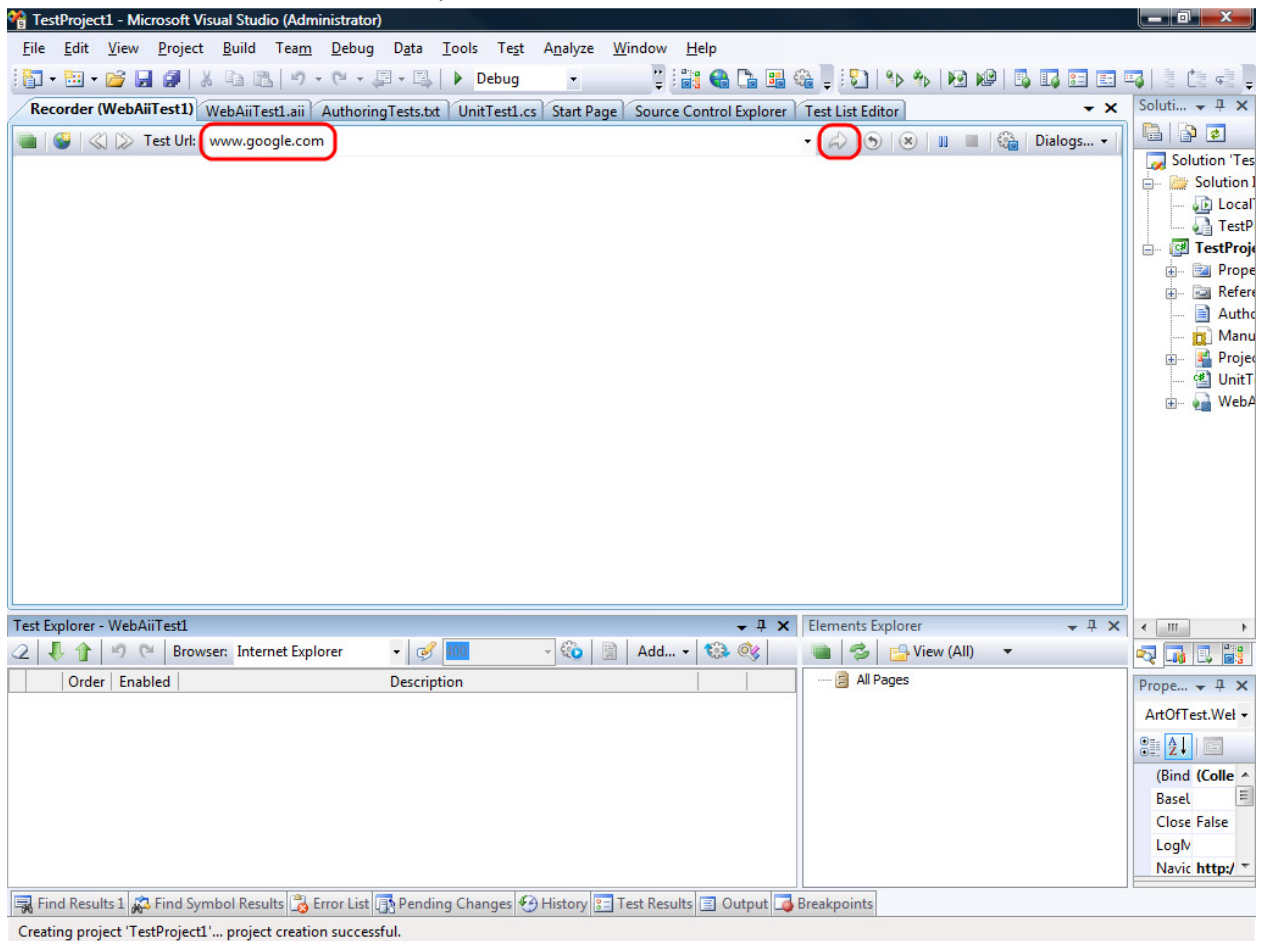 TestProject1 - Microsoft Visual Studio (Administrator)
File Edit View Project Build Team Debug Data Tools Test Analyze Window Help
Debug
Recorder (WebAiiTest1) WebAiiTest1.aii AuthoringTests.txt UnitTest1.cs Start Page Source Control Explorer Test List Editor
Soluti...
Test Url: www.google.com
Dialogs...
Solution 'Tes
Solution I
Local
TestP
TestProje
Prope
Refere
Autho
Manu
Projec
UnitT
WebA
Test Explorer - WebAiiTest1
Elements Explorer
Browser: Internet Explorer
100
Add...
View (All)
Order Enabled Description
All Pages
Prope...
ArtOfTest.Wel
(Bind (Colle
BaseU
Close False
LogM
Navic http:/
Find Results 1 Find Symbol Results Error List Pending Changes History Test Results Output Breakpoints
Creating project 'TestProject1'... project creation successful.